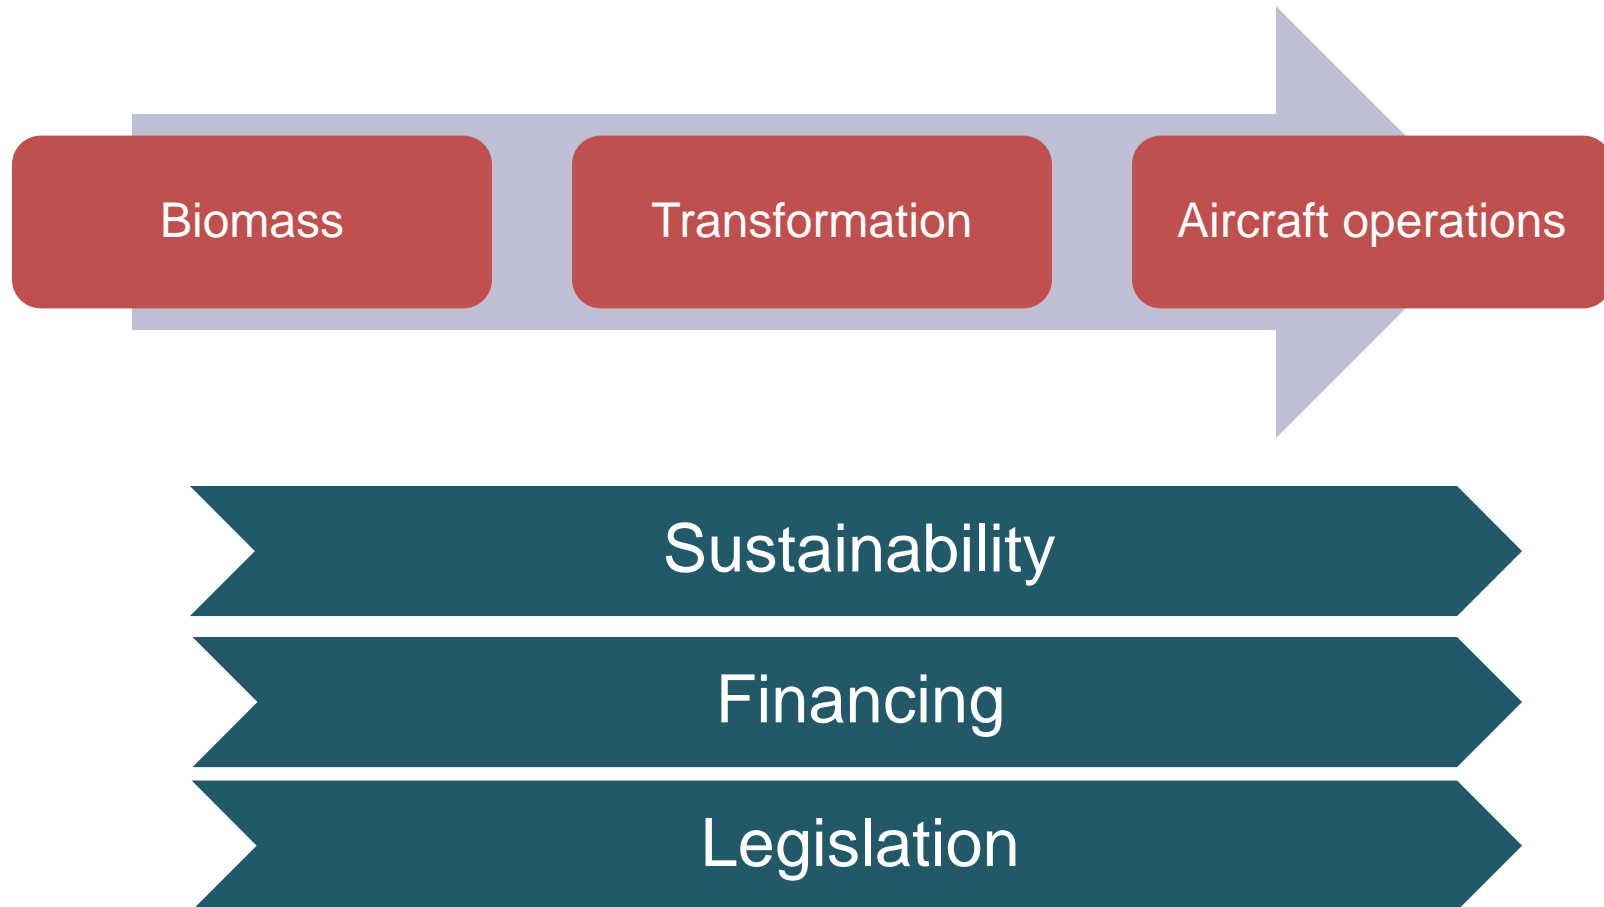 Biomass
Transformation
Aircraft operations
Sustainability
Financing
Legislation